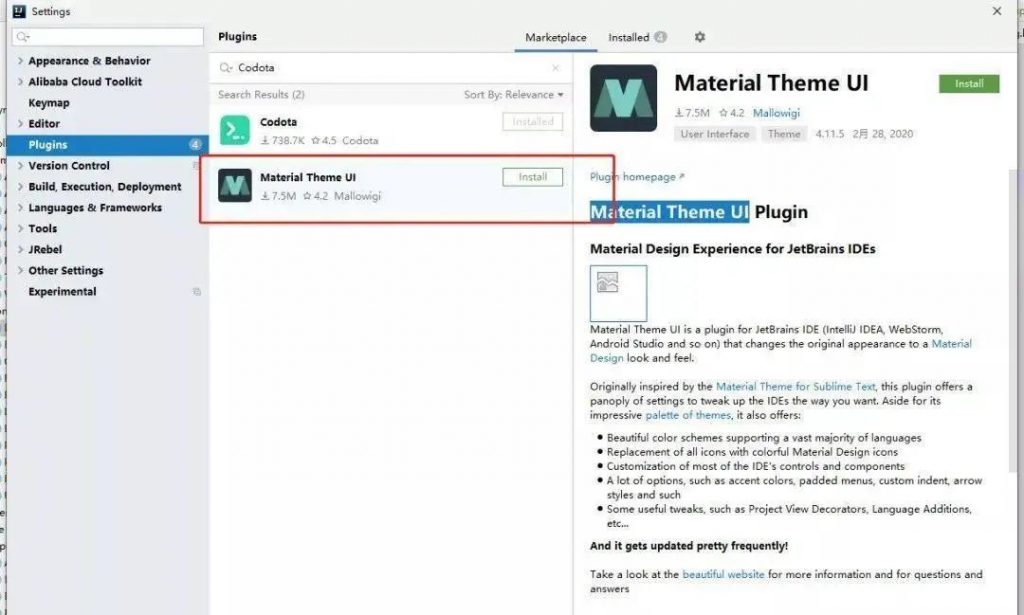 Settings
Plugins
Marketplace
Installed 4
Appearance & Behavior
Alibaba Cloud Toolkit
Keymap
Editor
Plugins 4
Version Control
Build, Execution, Deployment
Languages & Frameworks
Tools
JRebel
Other Settings
Experimental
Codota
Search Results (2)
Sort By: Relevance
Codota
738.7K 4.5 Codota
Installed
Material Theme UI
7.5M 4.2 Mallowigi
Install
Material Theme UI
Install
7.5M 4.2 Mallowigi
User Interface Theme 4.11.5 2月 28, 2020
Plugin homepage
Material Theme UI Plugin
Material Design Experience for JetBrains IDEs
Material Theme UI is a plugin for JetBrains IDE (IntelliJ IDEA, WebStorm,
Android Studio and so on) that changes the original appearance to a Material
Design look and feel.
Originally inspired by the Material Theme for Sublime Text, this plugin offers a
panoply of settings to tweak up the IDEs the way you want. Aside for its
impressive palette of themes, it also offers:
Beautiful color schemes supporting a vast majority of languages
Replacement of all icons with colorful Material Design icons
Customization of most of the IDE's controls and components
A lot of options, such as accent colors, padded menus, custom indent, arrow
styles and such
Some useful tweaks, such as Project View Decorators, Language Additions,
etc...
And it gets updated pretty frequently!
Take a look at the beautiful website for more information and for questions and
answers